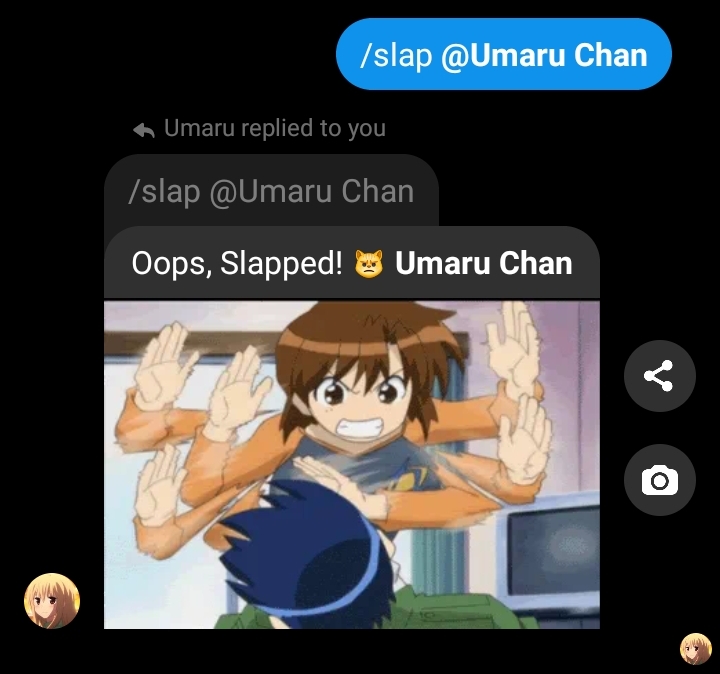 /slap @Umaru Chan
Umaru replied to you
/slap @Umaru Chan
Oops, Slapped! 😾 Umaru Chan